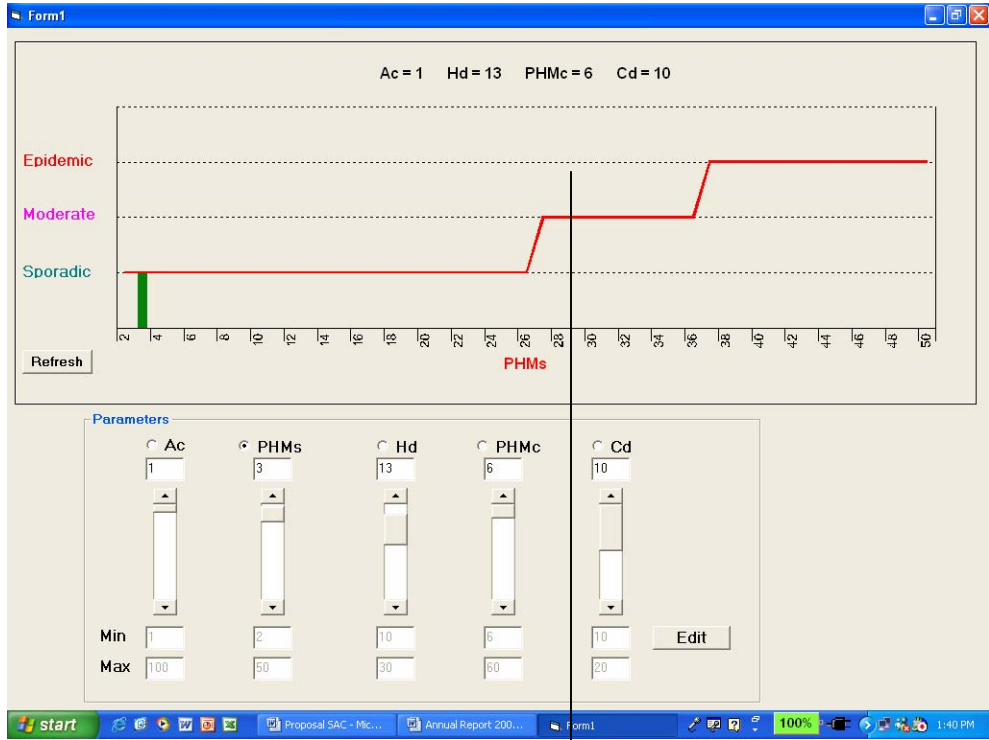 Form1
Ac = 1 Hd = 13 PHMc = 6 Cd = 10
Epidemic
Moderate
Sporadic
2 4 6 8 10 12 14 16 18 20 22 24 26 28 30 32 34 36 38 40 42 44 46 48 50
Refresh
PHMs
Parameters
Ac PHMs Hd PHMc Cd
1 3 13 6 10
Min 1 2 10 6 10 Edit
Max 100 50 30 60 20
start Proposal SAC - Mic... Annual Report 200... Form1 100% 1:40 PM